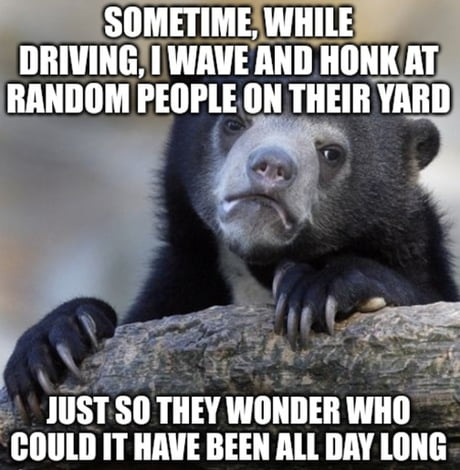 SOMETIME, WHILE
DRIVING, I WAVE AND HONK AT
RANDOM PEOPLE ON THEIR YARD
JUST SO THEY WONDER WHO
COULD IT HAVE BEEN ALL DAY LONG